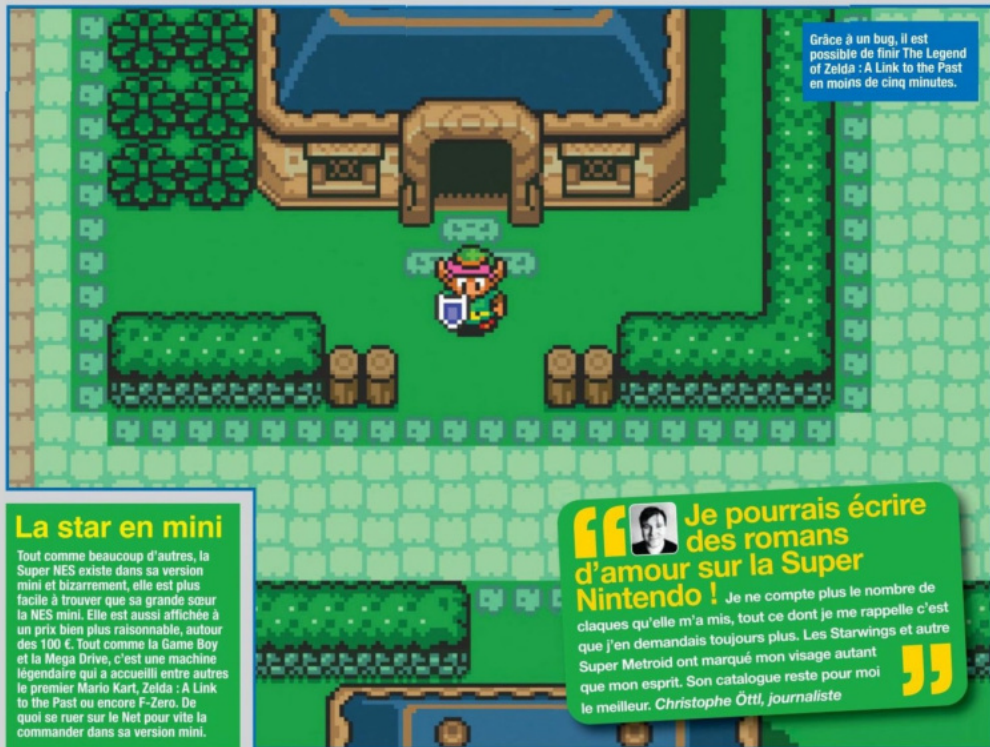 Grâce à un bug, il est
possible de finir The Legend
of Zelda : A Link to the Past
en moins de cinq minutes.
La star en mini
Tout comme beaucoup d'autres, la
Super NES existe dans sa version
mini et bizarrement, elle est plus
facile à trouver que sa grande sœur
la NES mini. Elle est aussi affichée à
un prix bien plus raisonnable, autour
des 100 €. Tout comme la Game Boy
et la Mega Drive, c'est une machine
légendaire qui a accueilli entre autres
le premier Mario Kart, Zelda : A Link
to the Past ou encore F-Zero. De
quoi se ruer sur le Net pour vite la
commander dans sa version mini.
“ Je pourrais écrire
des romans
d'amour sur la Super
Nintendo ! Je ne compte plus le nombre de
claques qu'elle m'a mis, tout ce dont je me rappelle c'est
que j'en demandais toujours plus. Les Starwings et autre
Super Metroid ont marqué mon visage autant
que mon esprit. Son catalogue reste pour moi
le meilleur. Christophe Öttl, journaliste ”